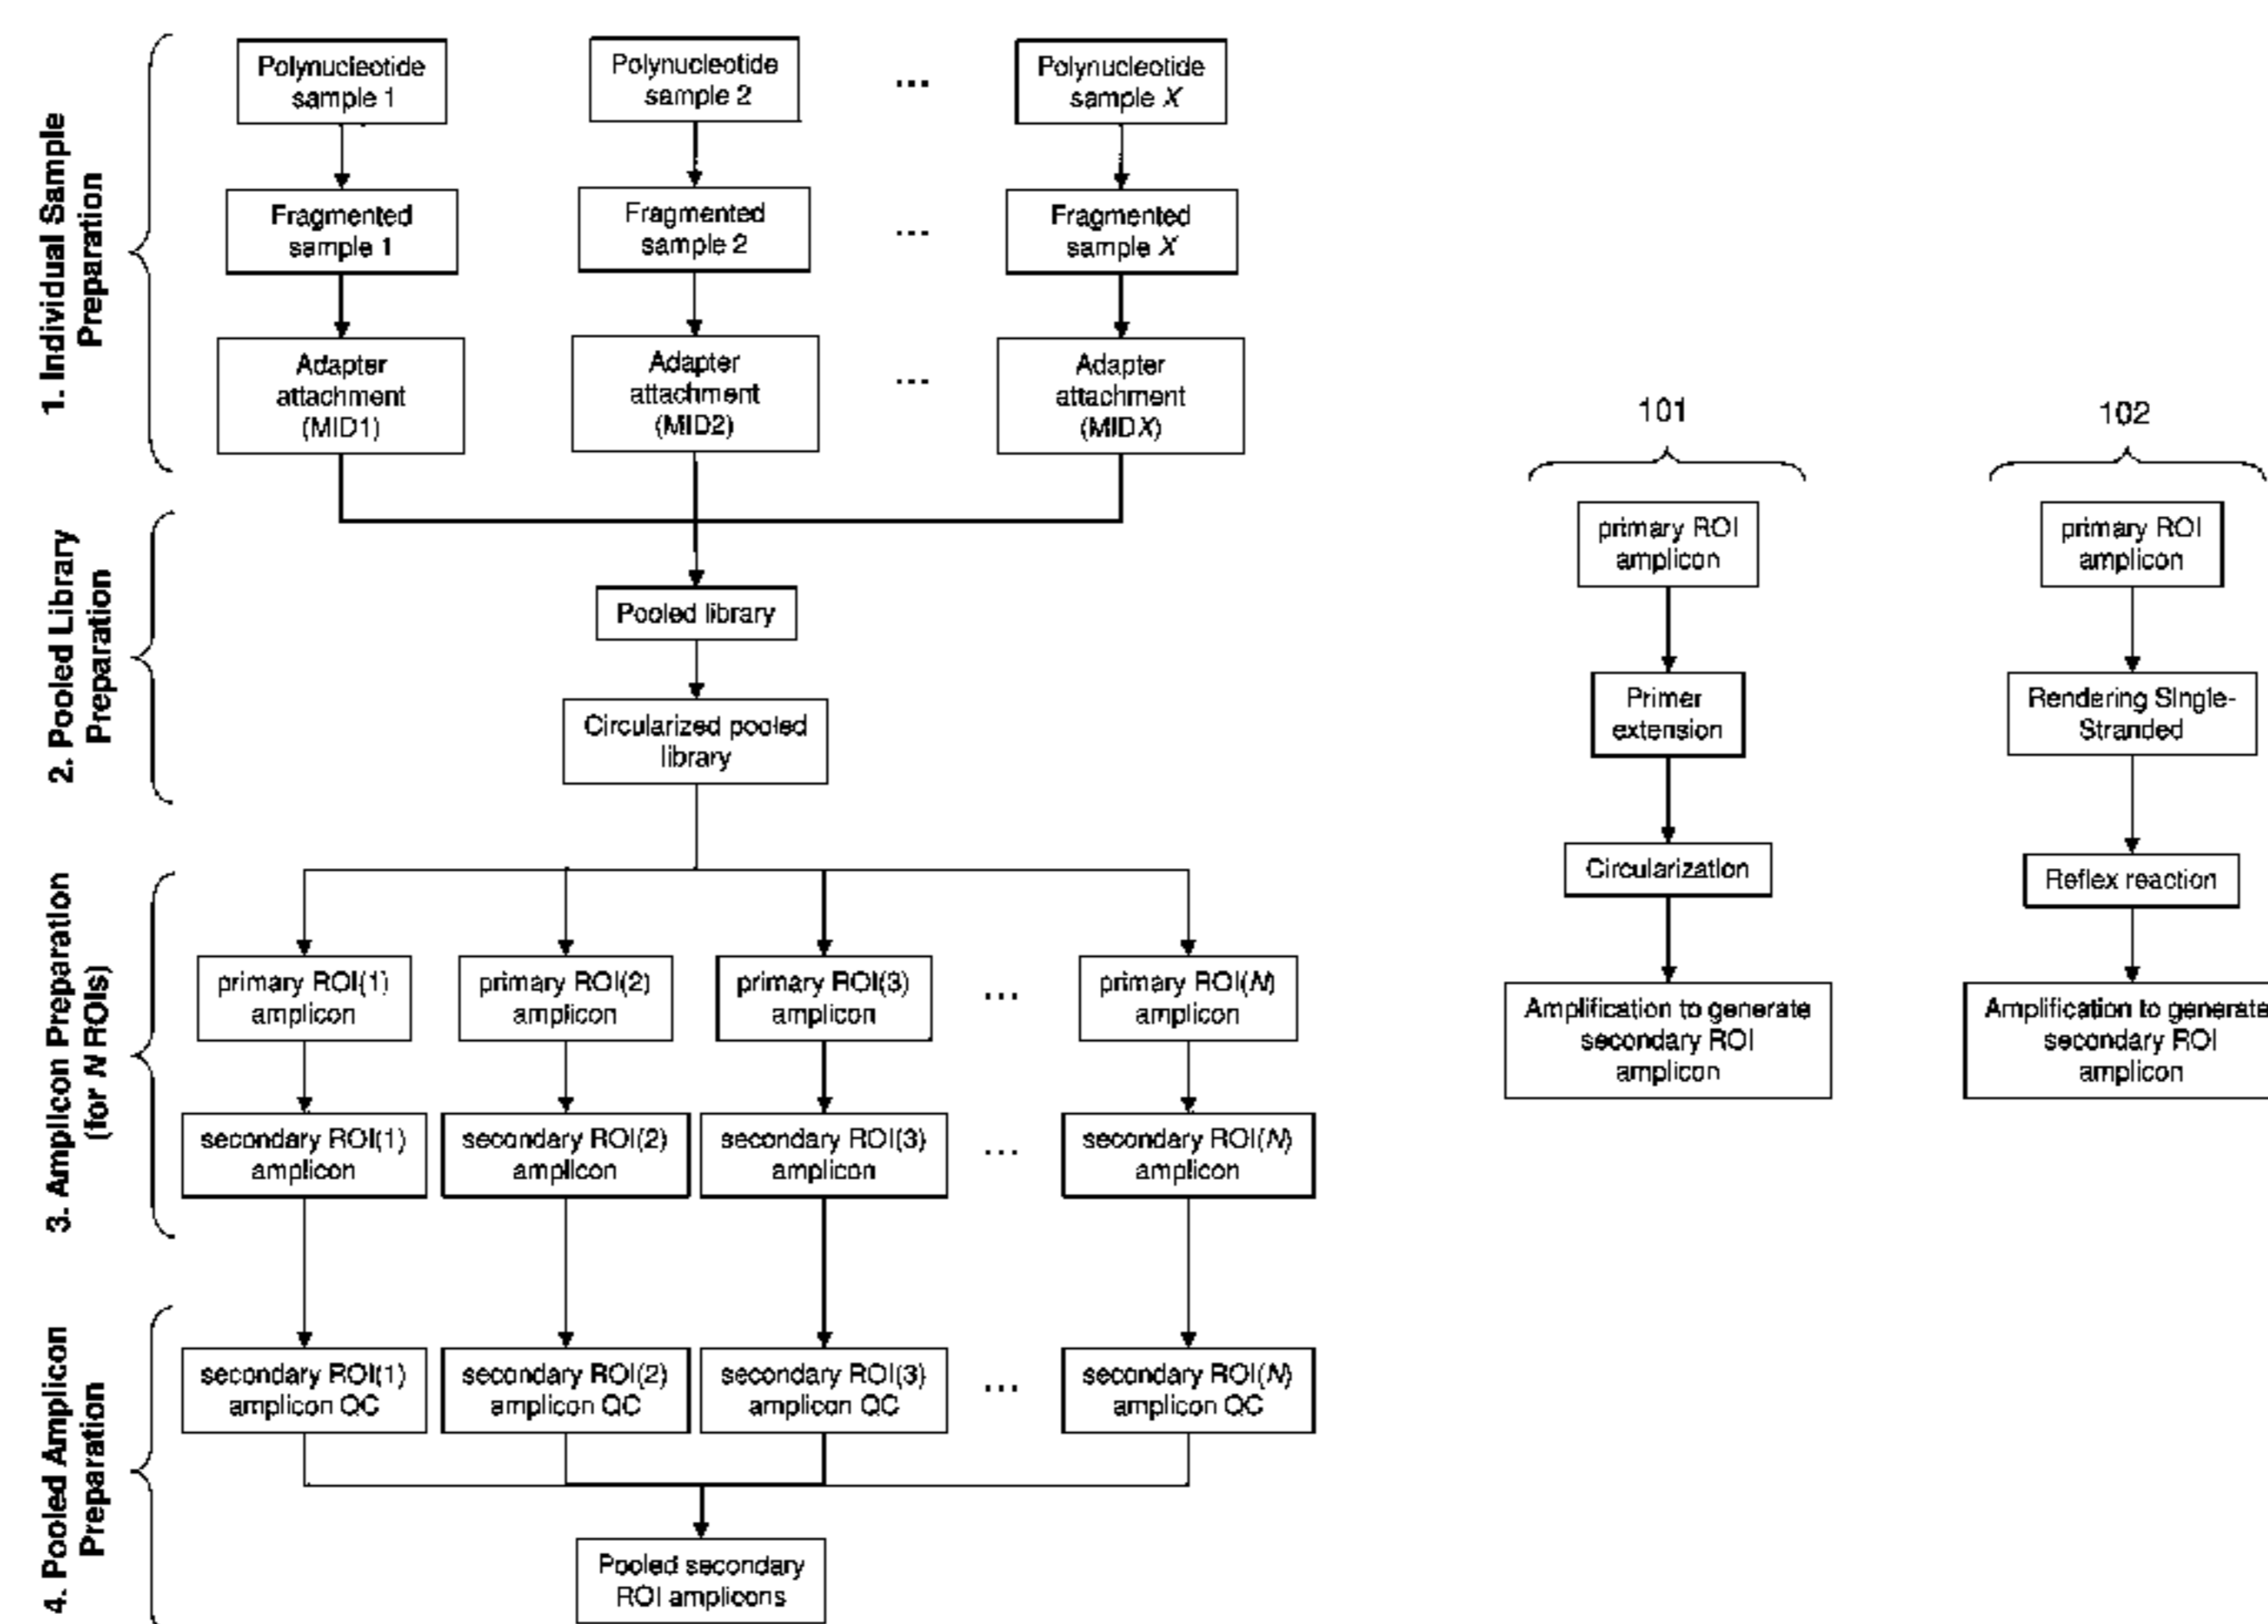 1. Individual Sample
Preparation
Polynucleotide
sample 1
Polynucleotide
sample 2
...
Polynucleotide
sample X
Fragmented
sample 1
Fragmented
sample 2
...
Fragmented
sample X
Adapter
attachment
(MID1)
Adapter
attachment
(MID2)
...
Adapter
attachment
(MIDX)
2. Pooled Library
Preparation
Pooled library
Circularized pooled
library
3. Amplicon Preparation
(for N ROIs)
primary ROI(1)
amplicon
primary ROI(2)
amplicon
primary ROI(3)
amplicon
...
primary ROI(N)
amplicon
secondary ROI(1)
amplicon
secondary ROI(2)
amplicon
secondary ROI(3)
amplicon
...
secondary ROI(N)
amplicon
4. Pooled Amplicon
Preparation
secondary ROI(1)
amplicon QC
secondary ROI(2)
amplicon QC
secondary ROI(3)
amplicon QC
...
secondary ROI(N)
amplicon QC
Pooled secondary
ROI amplicons
101
primary ROI
amplicon
Primer
extension
Circularization
Amplification to generate
secondary ROI
amplicon
102
primary ROI
amplicon
Rendering SIngle-
Stranded
Reflex reaction
Amplification to generate
secondary ROI
amplicon